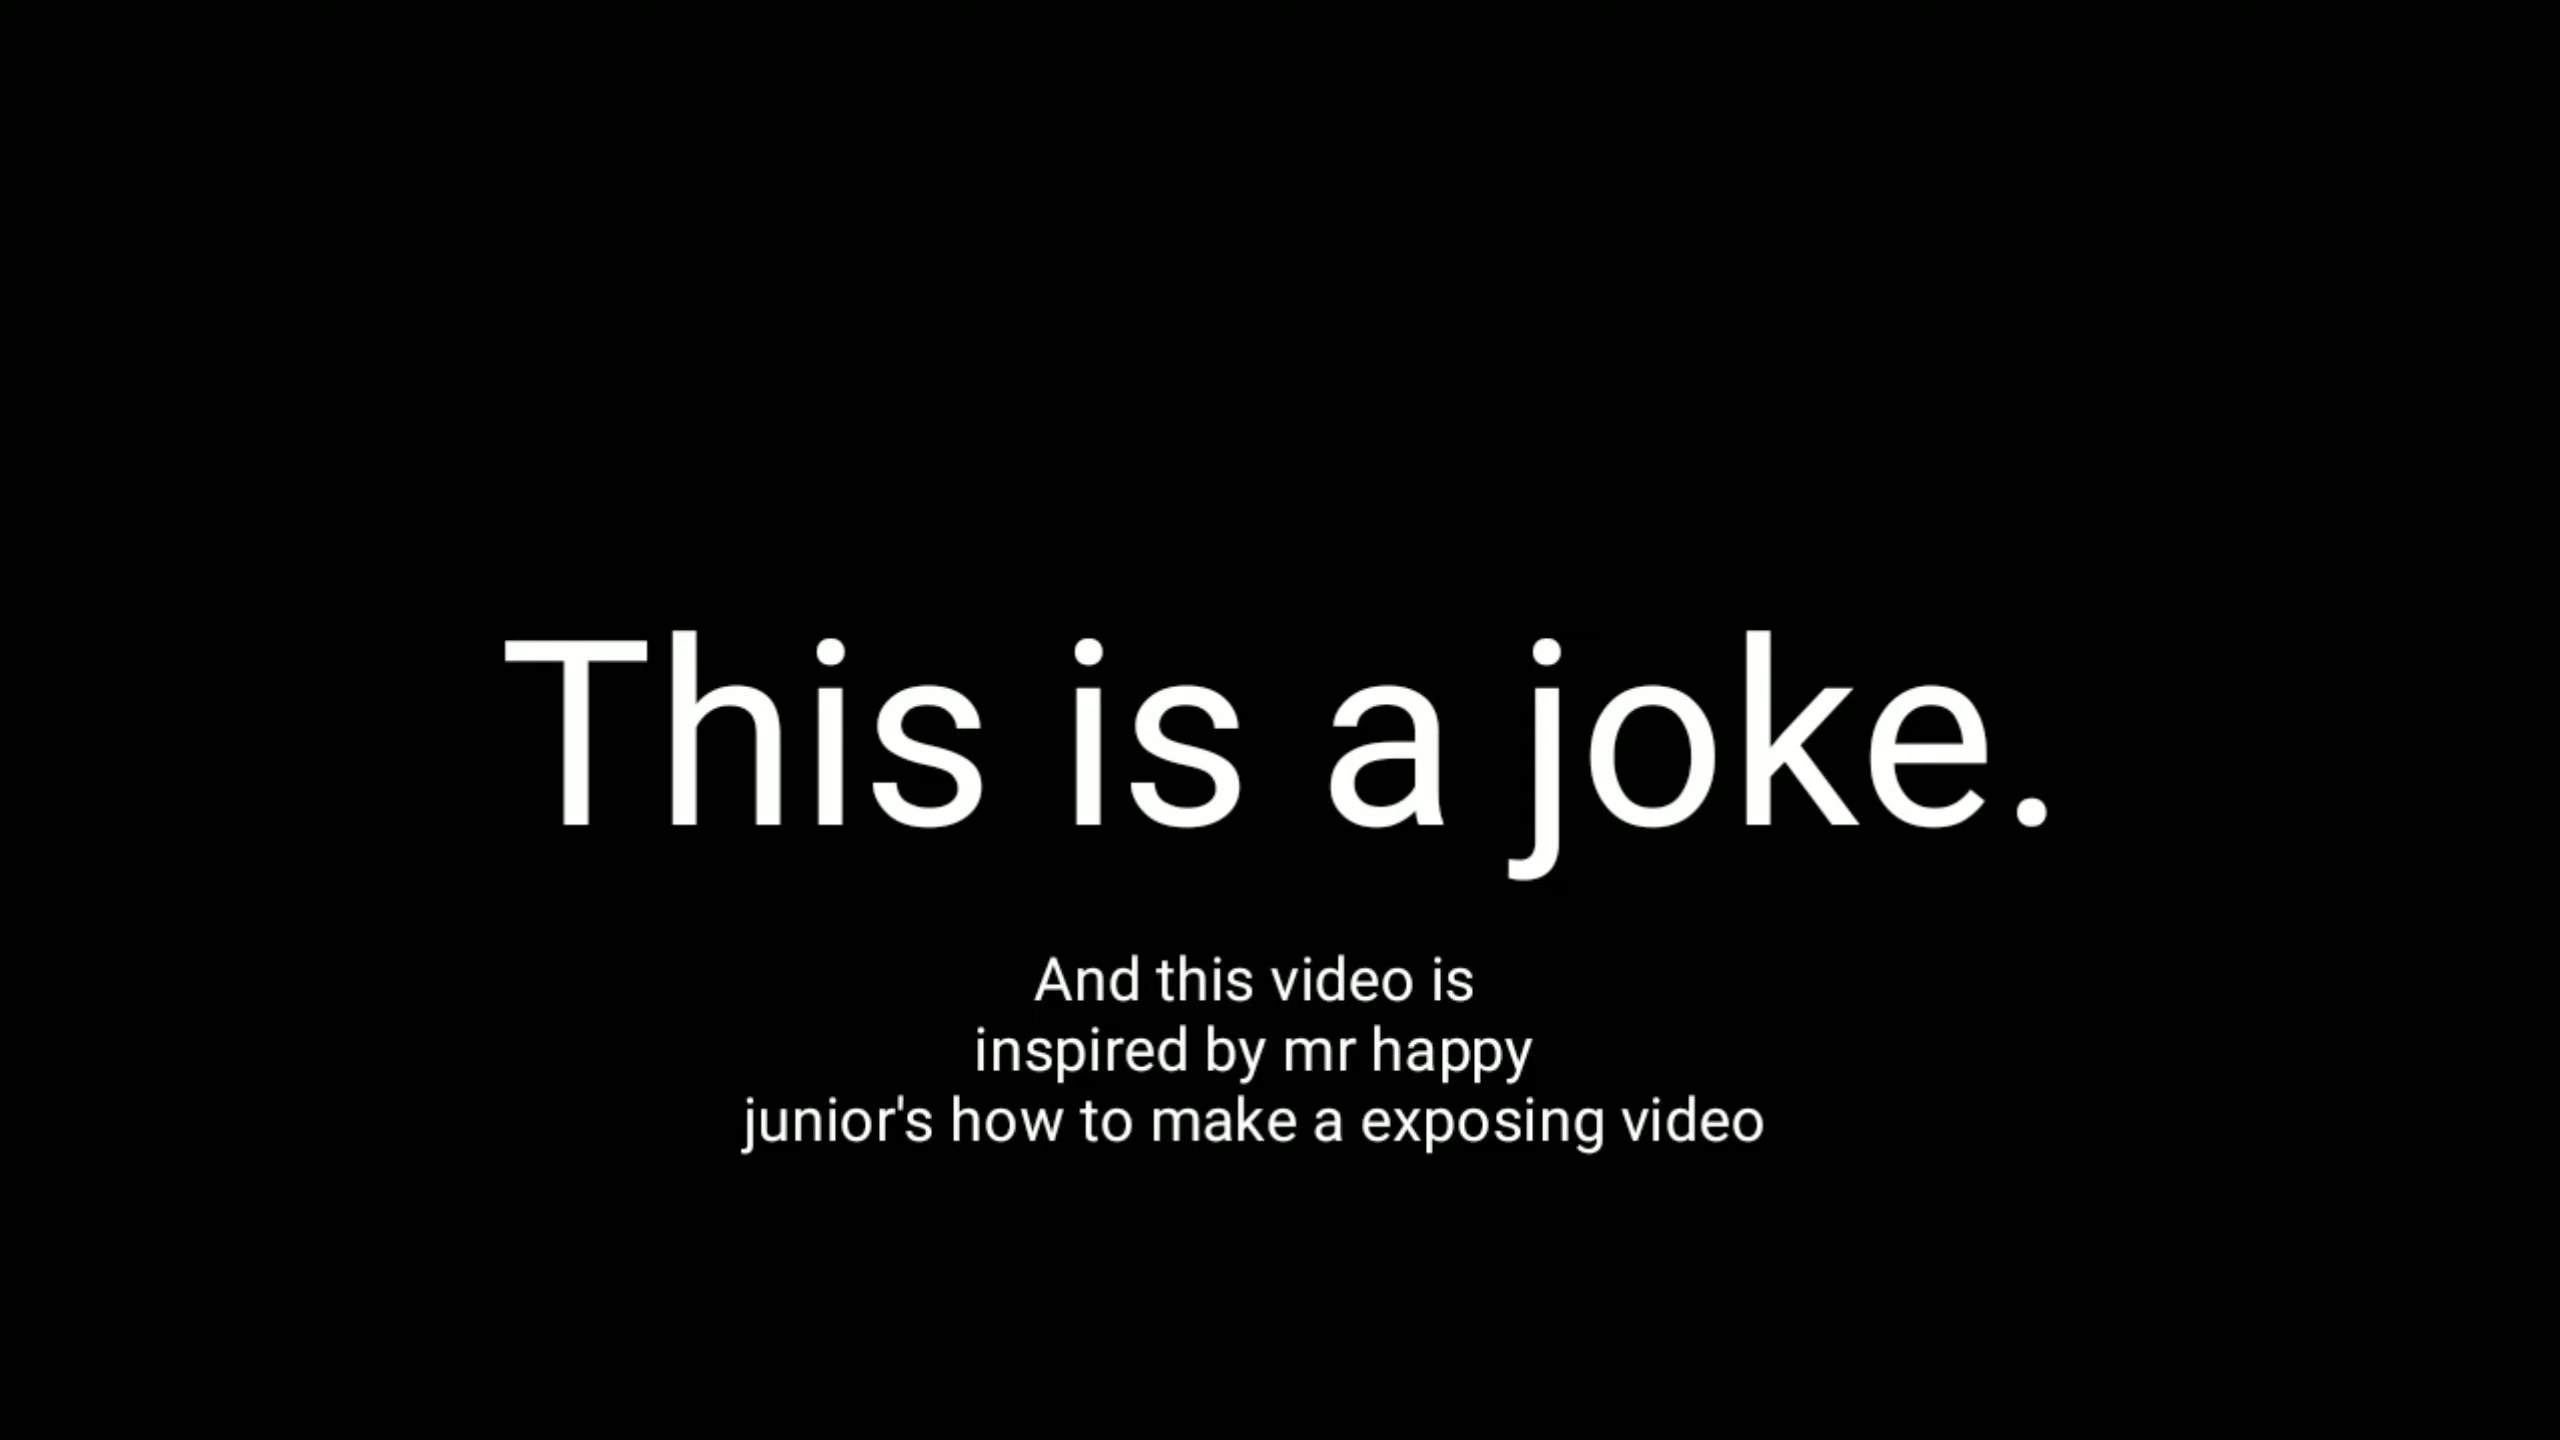 This is a joke.
And this video is
inspired by mr happy
junior's how to make a exposing video